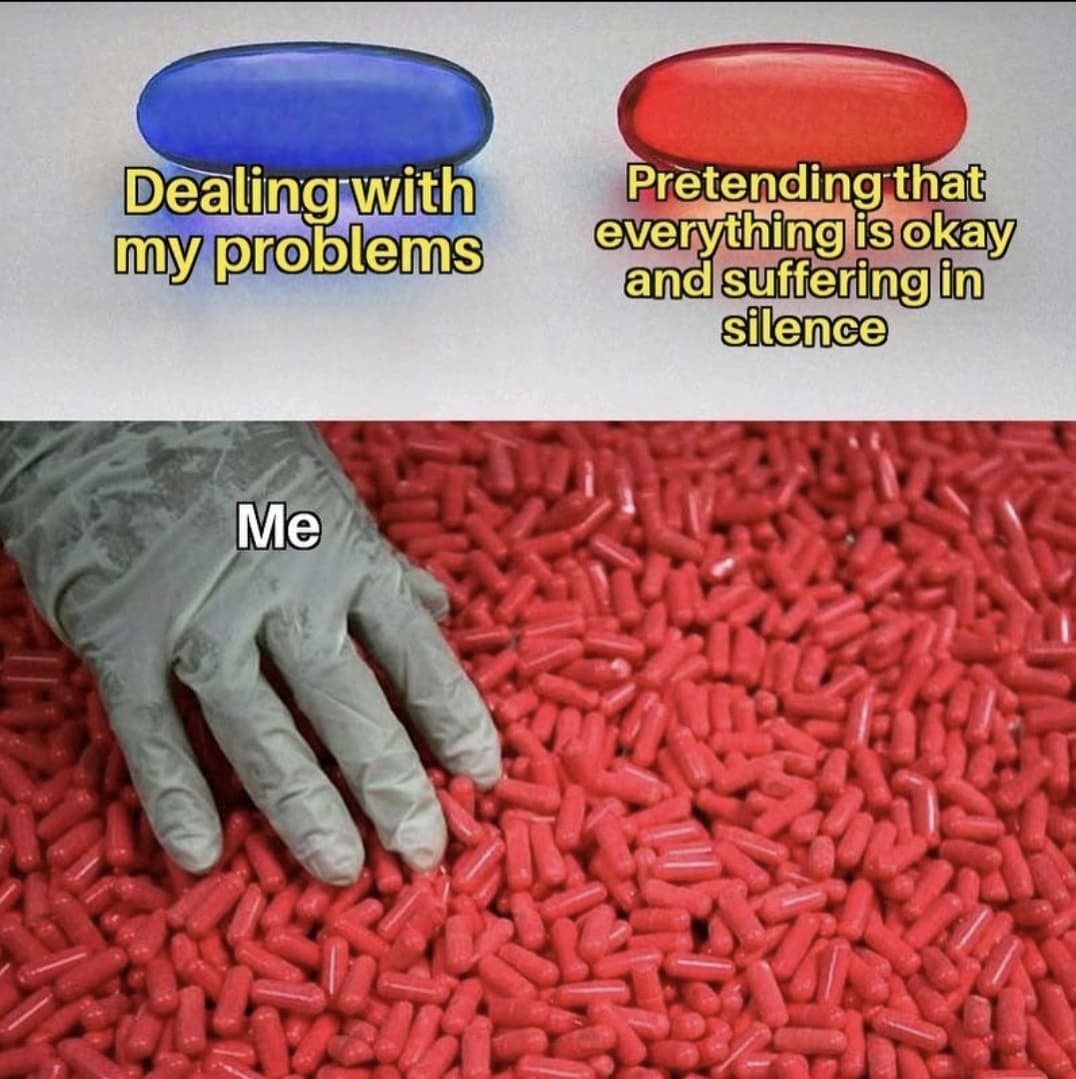 Dealing with
my problems
Pretending that
everything is okay
and suffering in
silence
Me